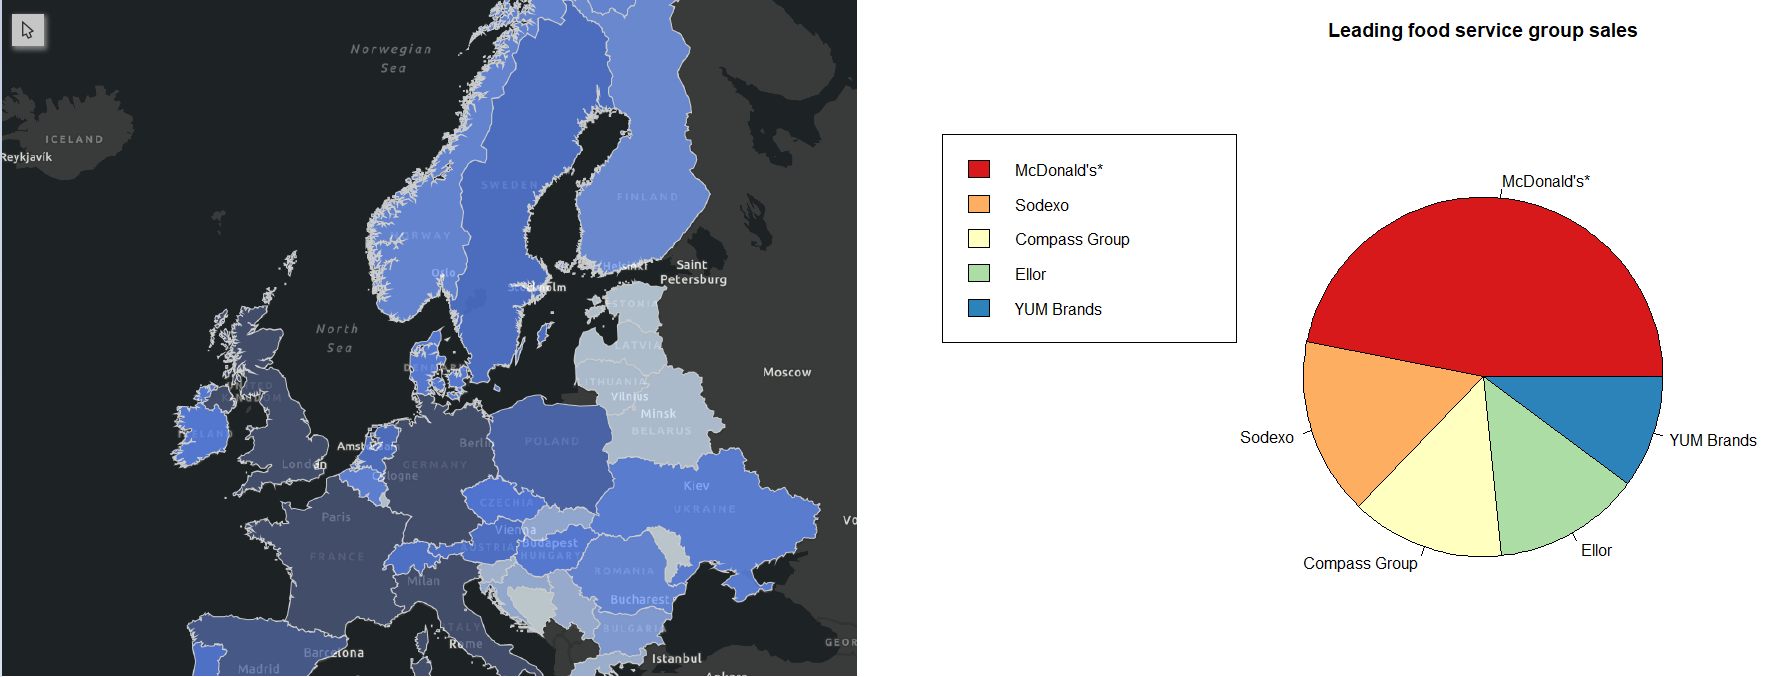 Norwegian
Sea
ICELAND
Reykjavík
SWEDEN
FINLAND
NORWAY
Oslo
Helsinki
Stockholm
Saint
Petersburg
ESTONIA
North
Sea
LATVIA
DENMARK
Moscow
LITHUANIA
Vilnius
UNITED
KINGDOM
Minsk
BELARUS
IRELAND
Amsterdam
Berlin
POLAND
London
GERMANY
Cologne
Kiev
CZECHIA
UKRAINE
Paris
Vo
Vienna
Budapest
AUSTRIA
HUNGARY
FRANCE
Milan
ROMANIA
Bucharest
ITALY
BULGARIA
Rome
GEOR
Barcelona
Istanbul
Madrid
Ankara
Leading food service group sales
McDonald's*
Sodexo
Compass Group
Ellor
YUM Brands
McDonald's*
Sodexo
YUM Brands
Compass Group
Ellor